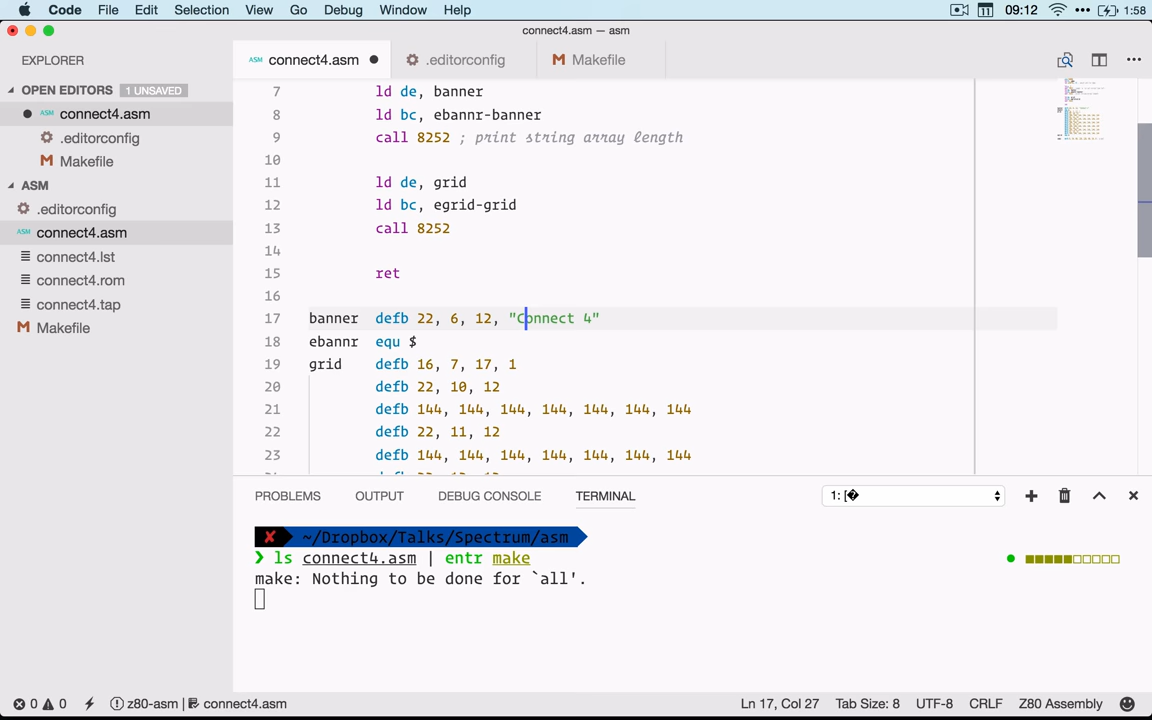 Code File Edit Selection View Go Debug Window Help 11 09:12 1:58
connect4.asm — asm
EXPLORER
ASM connect4.asm .editorconfig M Makefile
OPEN EDITORS 1 UNSAVED
ASM connect4.asm
.editorconfig
M Makefile
ASM
.editorconfig
ASM connect4.asm
connect4.lst
connect4.rom
connect4.tap
M Makefile
7 ld de, banner
8 ld bc, ebannr-banner
9 call 8252 ; print string array length
10
11 ld de, grid
12 ld bc, egrid-grid
13 call 8252
14
15 ret
16
17 banner defb 22, 6, 12, "Connect 4"
18 ebannr equ $
19 grid defb 16, 7, 17, 1
20 defb 22, 10, 12
21 defb 144, 144, 144, 144, 144, 144, 144
22 defb 22, 11, 12
23 defb 144, 144, 144, 144, 144, 144, 144
PROBLEMS OUTPUT DEBUG CONSOLE TERMINAL 1: [�
✘ ~/Dropbox/Talks/Spectrum/asm
❯ ls connect4.asm | entr make
make: Nothing to be done for `all'.
0 0 z80-asm | connect4.asm Ln 17, Col 27 Tab Size: 8 UTF-8 CRLF Z80 Assembly